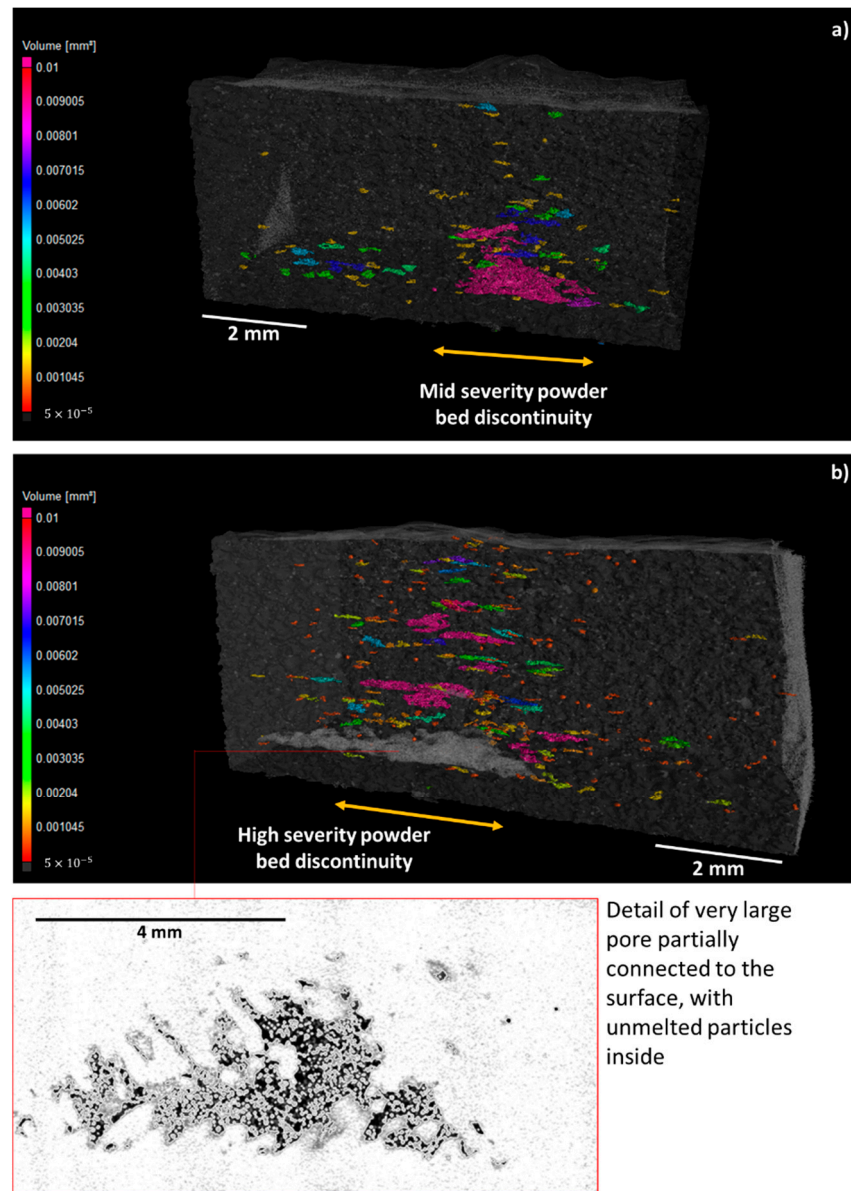 a)
Volume [mm³]
0.01
0.009005
0.00801
0.007015
0.00602
0.005025
0.00403
0.003035
0.00204
0.001045
5 × 10⁻⁵
2 mm
Mid severity powder
bed discontinuity
b)
Volume [mm³]
0.01
0.009005
0.00801
0.007015
0.00602
0.005025
0.00403
0.003035
0.00204
0.001045
5 × 10⁻⁵
High severity powder
bed discontinuity
2 mm
4 mm
Detail of very large
pore partially
connected to the
surface, with
unmelted particles
inside